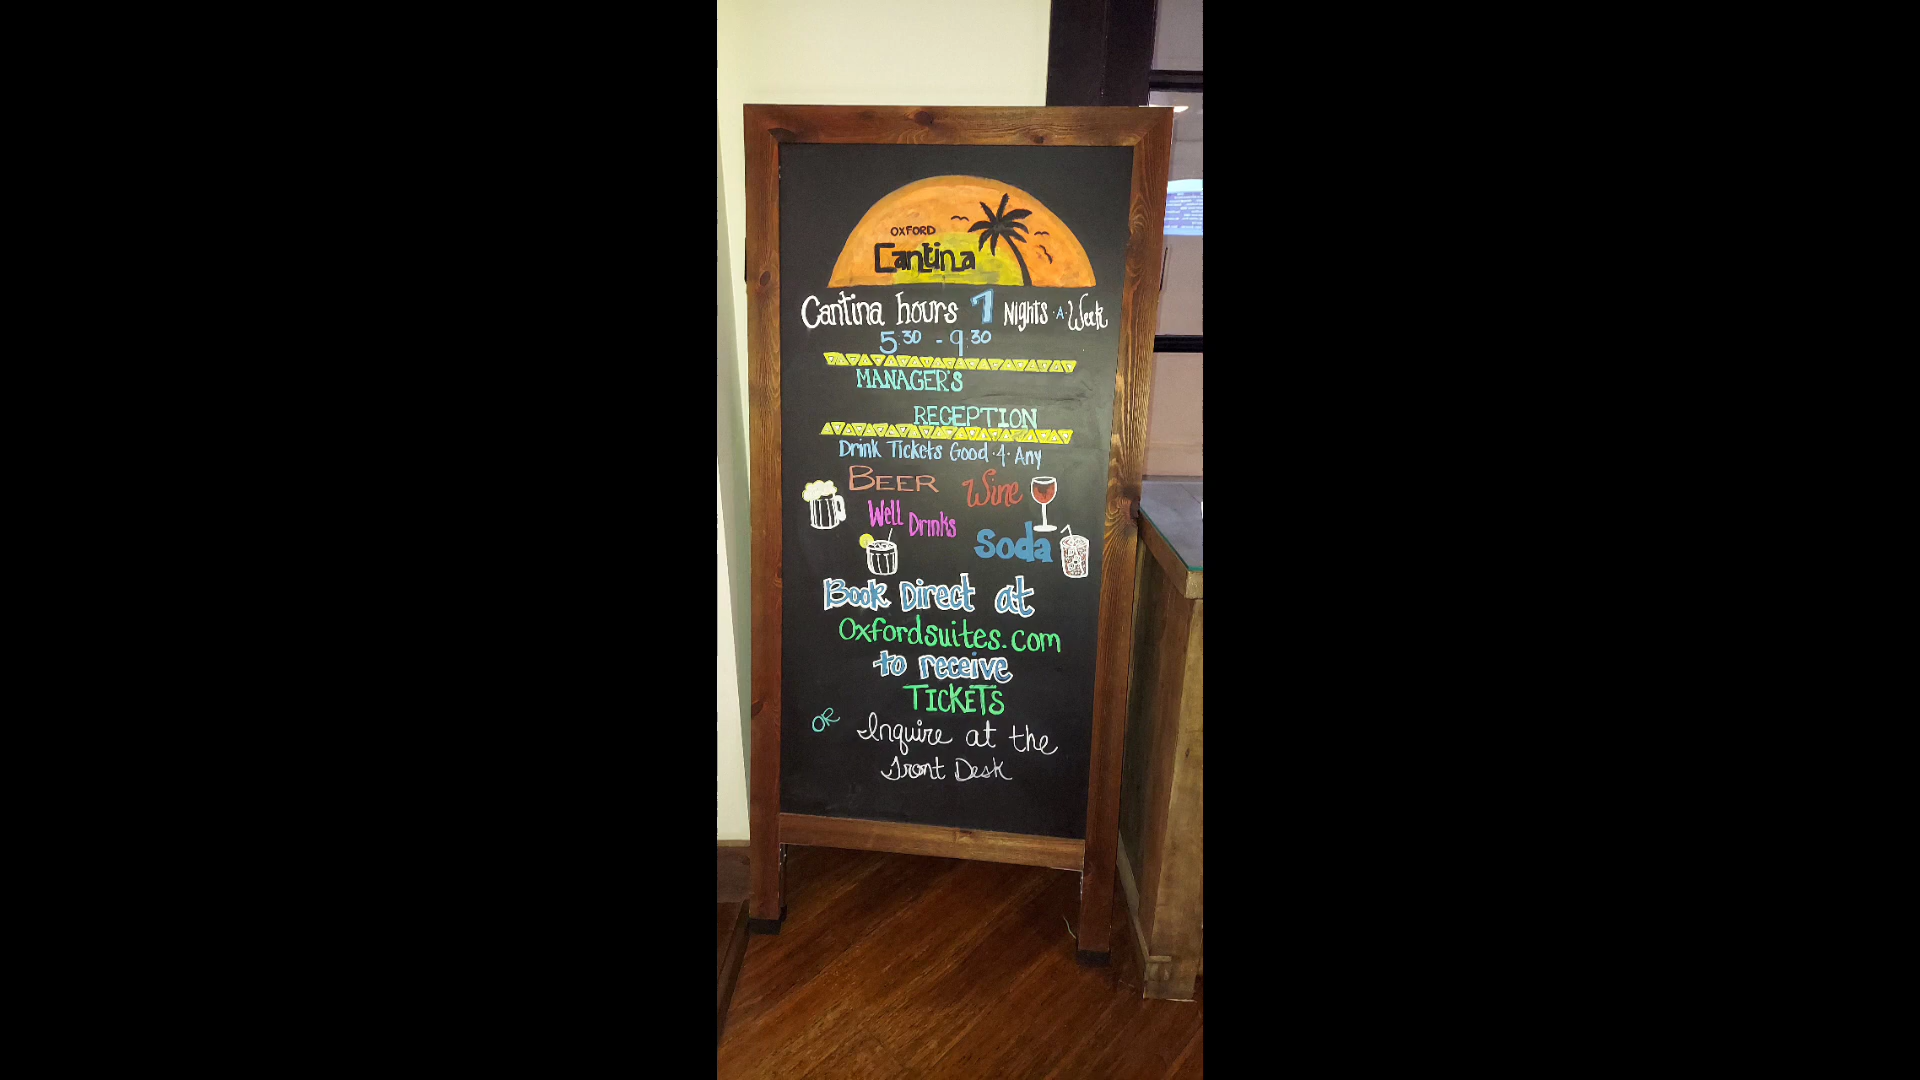 OXFORD
Cantina
Cantina hours 7 Nights A Week
5:30 - 9:30
MANAGER'S
RECEPTION
Drink Tickets Good 4 Any
BEER Wine
Well Drinks
Soda
Book Direct at
Oxfordsuites.com
to receive
TICKETS
OR Inquire at the
Front Desk